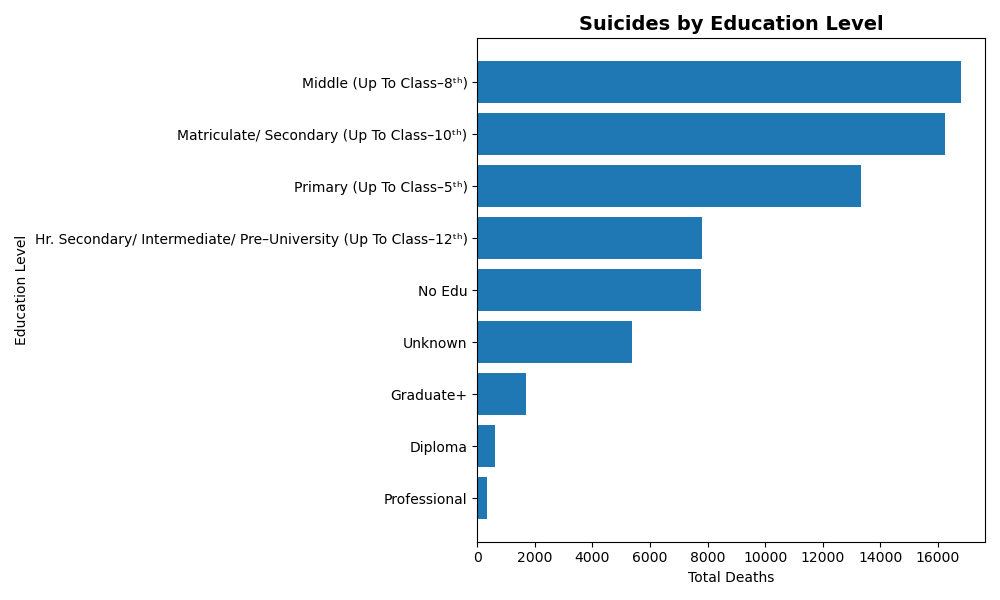 Suicides by Education Level
Education Level
Middle (Up To Class–8ᵗʰ)
Matriculate/ Secondary (Up To Class–10ᵗʰ)
Primary (Up To Class–5ᵗʰ)
Hr. Secondary/ Intermediate/ Pre–University (Up To Class–12ᵗʰ)
No Edu
Unknown
Graduate+
Diploma
Professional
0 2000 4000 6000 8000 10000 12000 14000 16000
Total Deaths